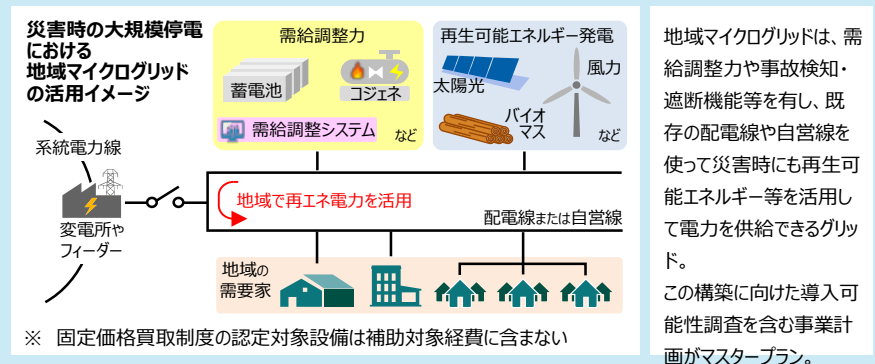 災害時の大規模停電
における
地域マイクログリッド
の活用イメージ
需給調整力
蓄電池
コジェネ
需給調整システム
など
再生可能エネルギー発電
太陽光
風力
バイオ
マス
など
系統電力線
変電所や
フィーダー
地域で再エネ電力を活用
配電線または自営線
地域の
需要家
※ 固定価格買取制度の認定対象設備は補助対象経費に含まない
地域マイクログリッドは、需
給調整力や事故検知・
遮断機能等を有し、既
存の配電線や自営線を
使って災害時にも再生可
能エネルギー等を活用し
て電力を供給できるグリッ
ド。
この構築に向けた導入可
能性調査を含む事業計
画がマスタープラン。